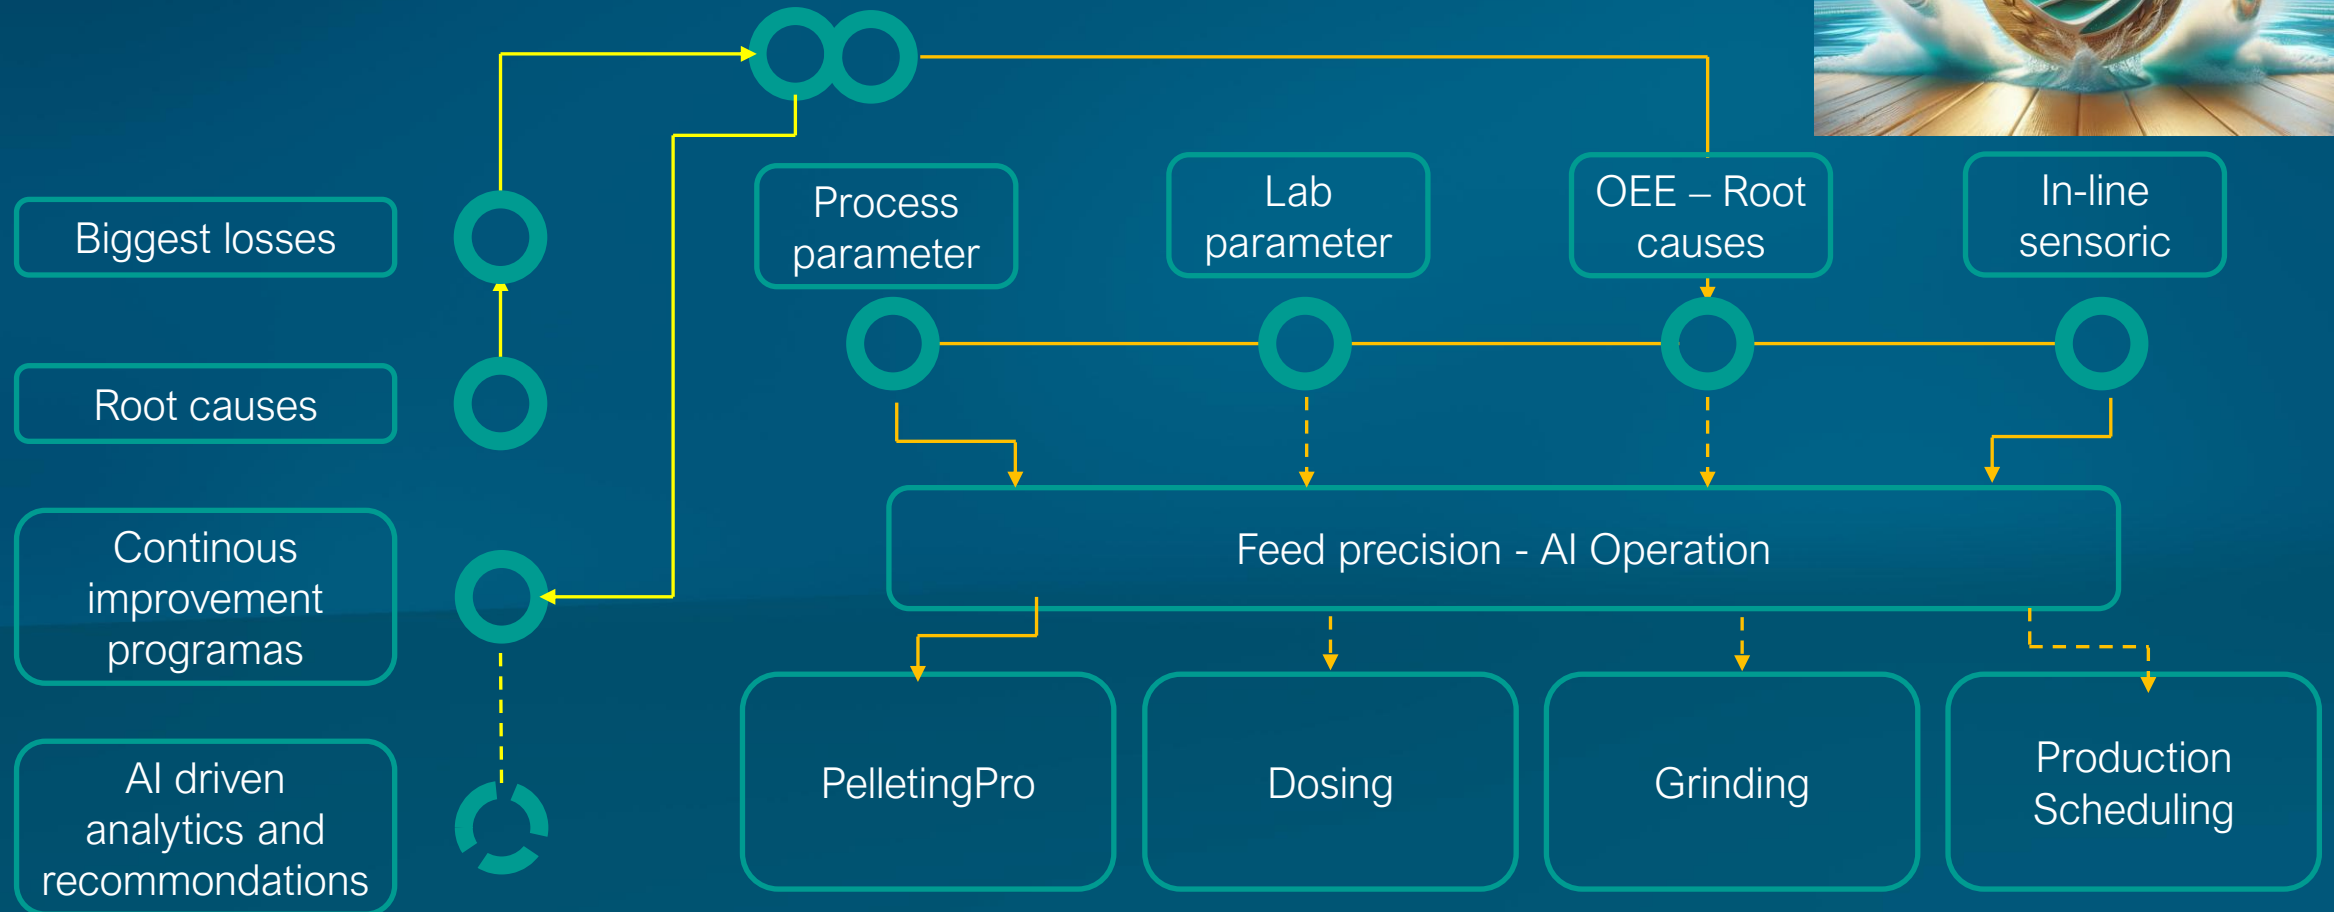 Process
parameter
Lab
parameter
OEE – Root
causes
In-line
sensoric
Biggest losses
Root causes
Continous
improvement
programas
AI driven
analytics and
recommondations
Feed precision - AI Operation
PelletingPro
Dosing
Grinding
Production
Scheduling